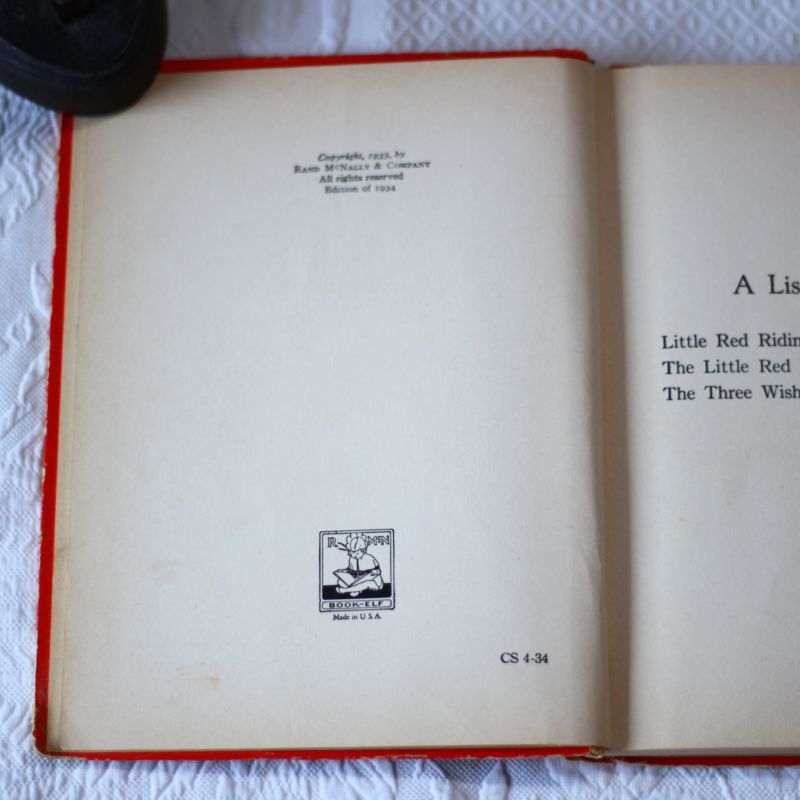 Copyright, 1933, by
RAND MCNALLY & COMPANY
All rights reserved
Edition of 1934
R McN
BOOK-ELF
Made in U.S.A.
CS 4-34
A Lis
Little Red Ridin
The Little Red
The Three Wish